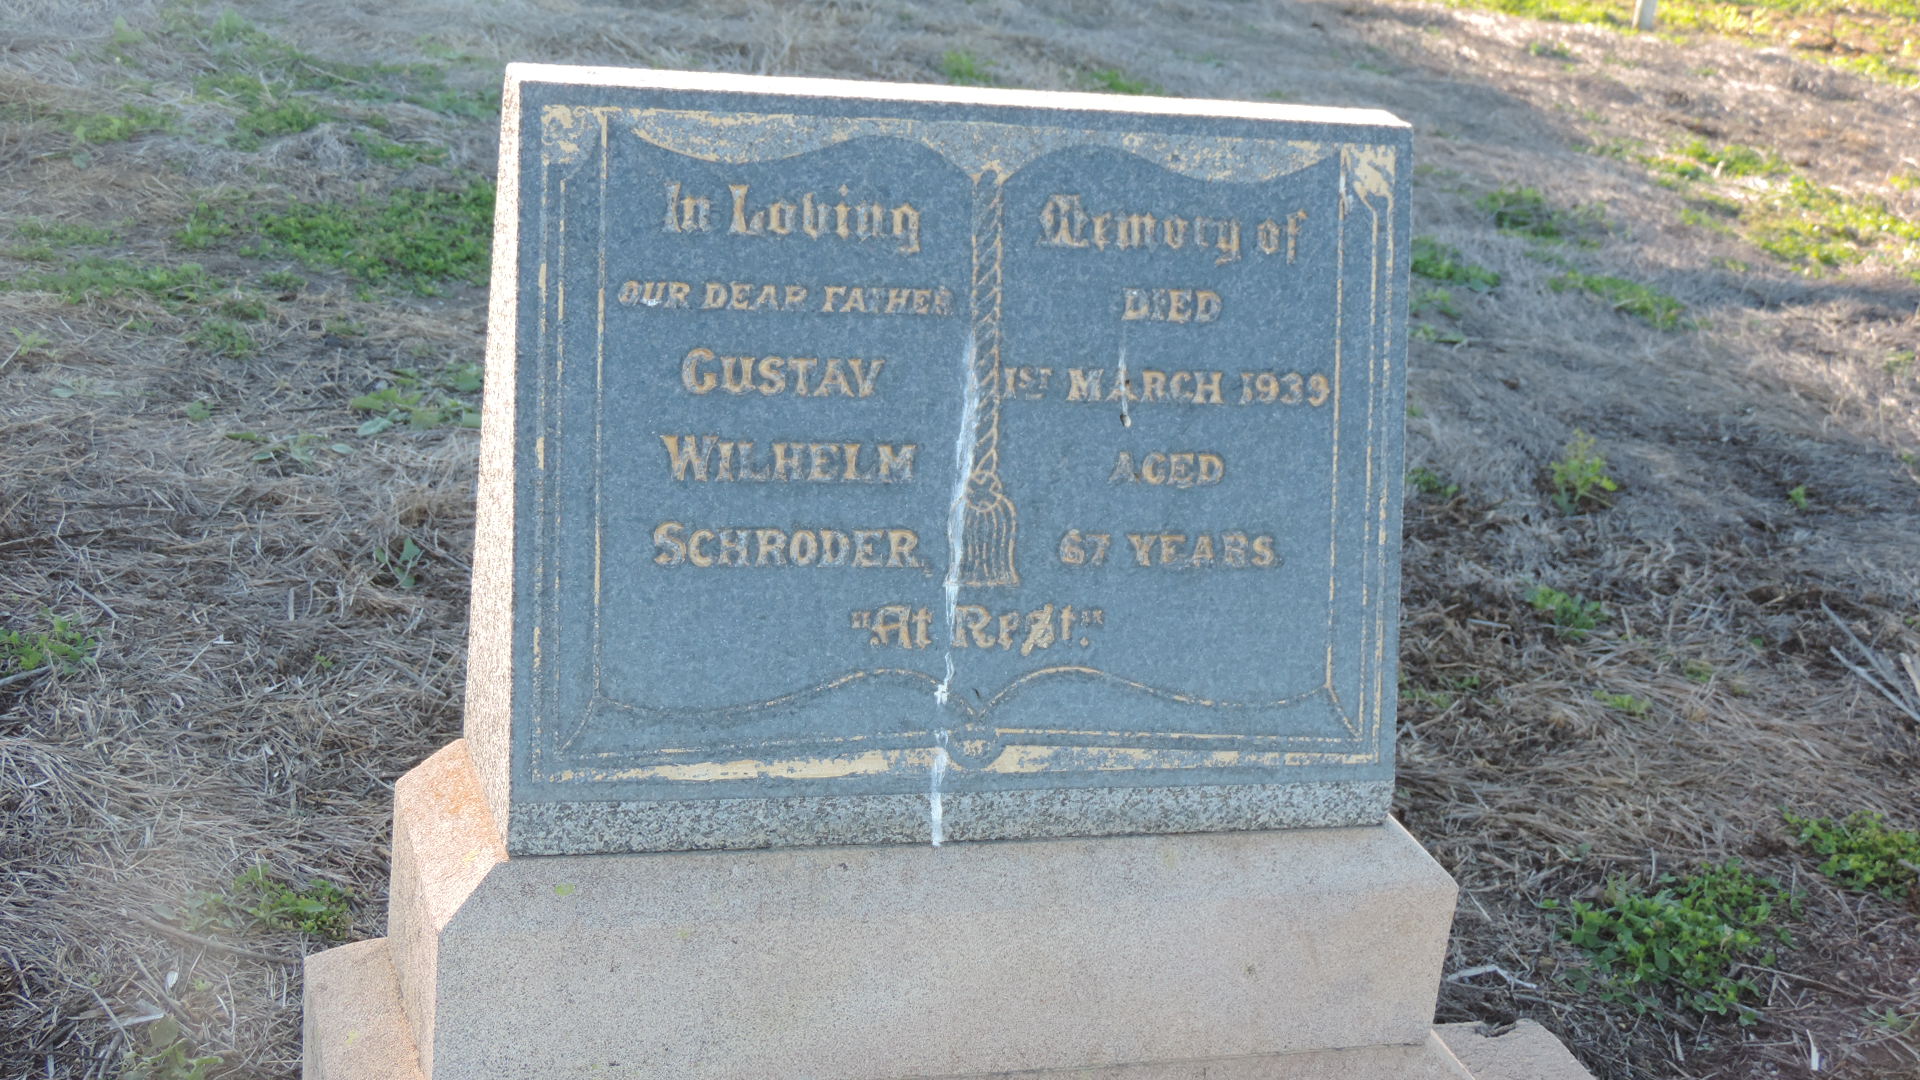 In Loving Memory of
OUR DEAR FATHER
GUSTAV
WILHELM
SCHRODER,
DIED
1ST MARCH 1939
AGED
67 YEARS
"At Rest."